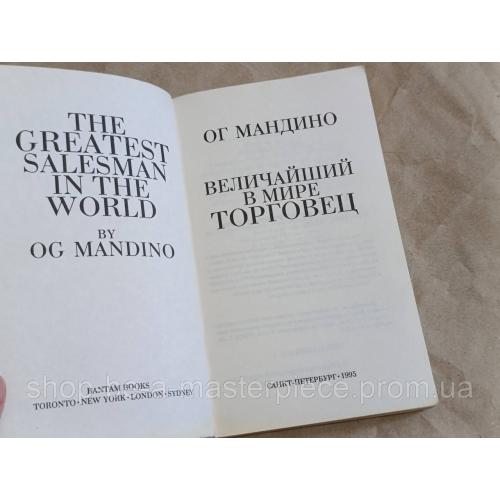 THE
GREATEST
SALESMAN
IN THE
WORLD
BY
OG MANDINO
BANTAM BOOKS
TORONTO · NEW YORK · LONDON · SYDNEY
ОГ МАНДИНО
ВЕЛИЧАЙШИЙ
В МИРЕ
ТОРГОВЕЦ
САНКТ-ПЕТЕРБУРГ · 1995